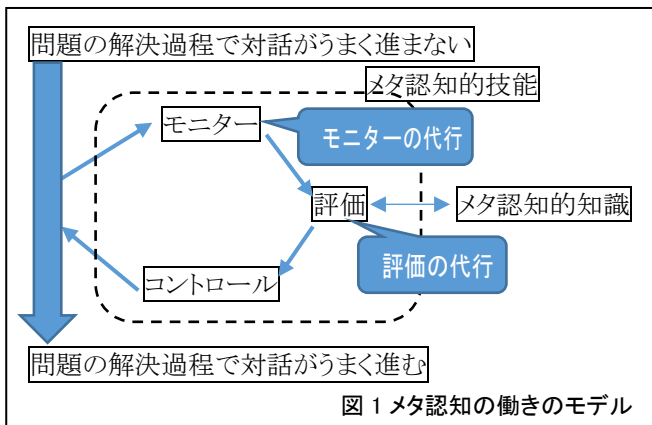 問題の解決過程で対話がうまく進まない
メタ認知的技能
モニター
モニターの代行
評価
メタ認知的知識
評価の代行
コントロール
問題の解決過程で対話がうまく進む
図1メタ認知の働きのモデル